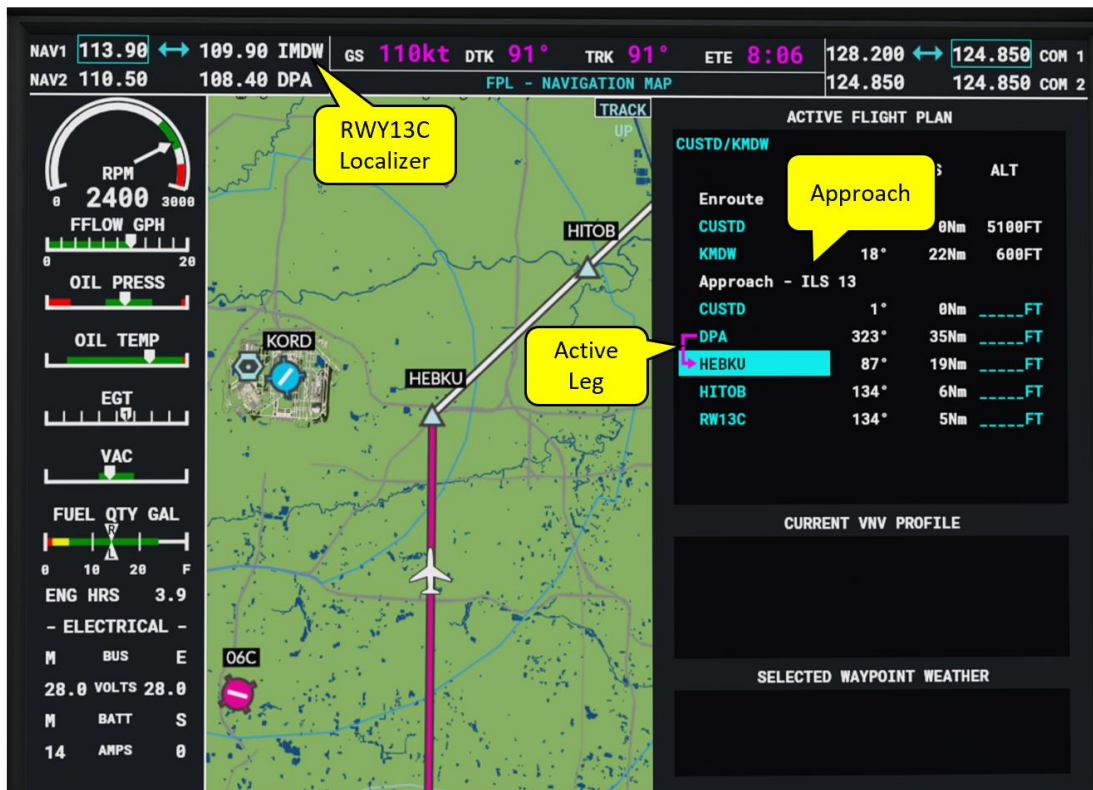 NAV1 113.90 ↔ 109.90 IMDW GS 110kt DTK 91° TRK 91° ETE 8:06 128.200 ↔ 124.850 COM 1
NAV2 110.50 108.40 DPA FPL - NAVIGATION MAP 124.850 124.850 COM 2
RPM
2400
0 3000
FFLOW GPH
0 20
OIL PRESS
OIL TEMP
EGT
1
VAC
FUEL QTY GAL
R
L
0 10 20 F
ENG HRS 3.9
- ELECTRICAL -
M BUS E
28.0 VOLTS 28.0
M BATT S
14 AMPS 0
TRACK
UP
RWY13C
Localizer
HITOB
KORD
HEBKU
06C
Active
Leg
Approach
ACTIVE FLIGHT PLAN
CUSTD/KMDW
S ALT
Enroute
CUSTD 0Nm 5100FT
KMDW 18° 22Nm 600FT
Approach - ILS 13
CUSTD 1° 0Nm _____FT
DPA 323° 35Nm _____FT
HEBKU 87° 19Nm _____FT
HITOB 134° 6Nm _____FT
RW13C 134° 5Nm _____FT
CURRENT VNV PROFILE
SELECTED WAYPOINT WEATHER